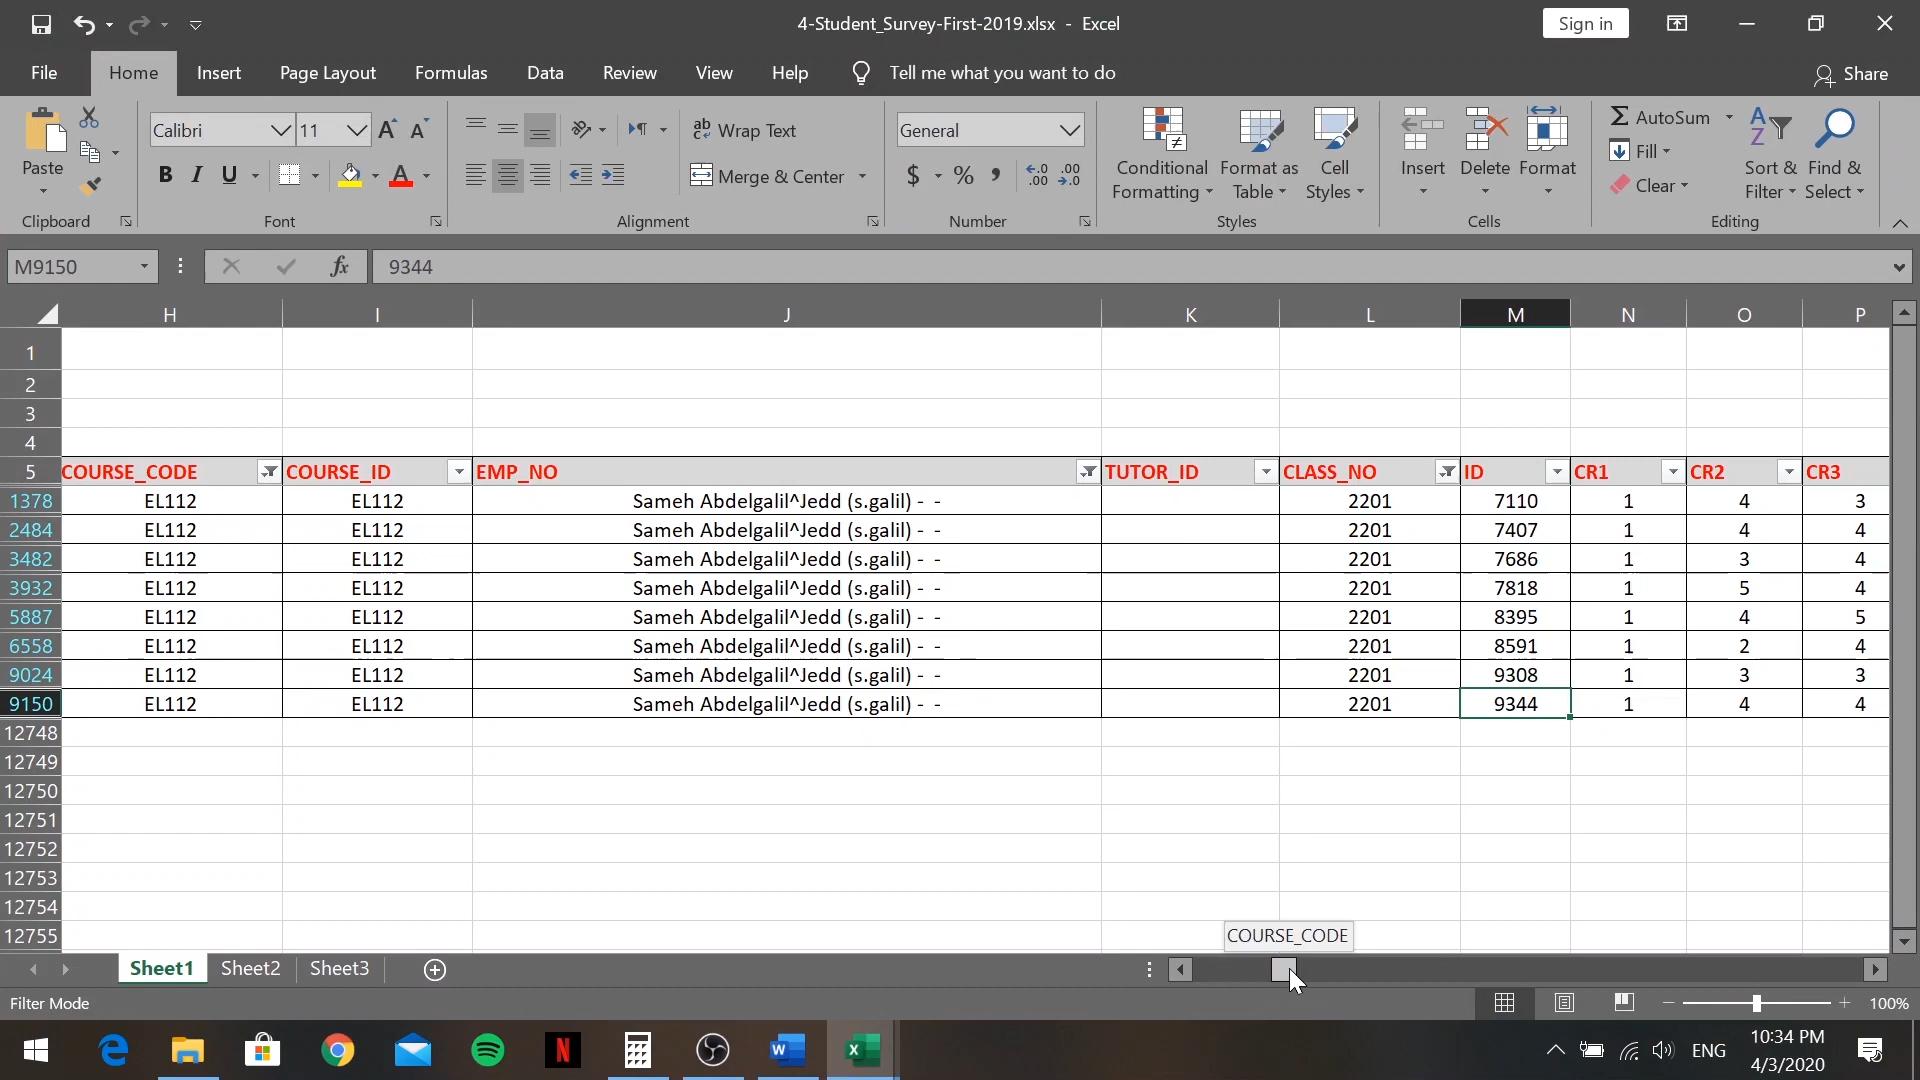 4-Student_Survey-First-2019.xlsx - Excel
Sign in
File Home Insert Page Layout Formulas Data Review View Help Tell me what you want to do Share
Paste
Clipboard
Calibri 11
B I U
Font
Wrap Text
Merge & Center
Alignment
General
$ % ,
Number
Conditional Formatting
Format as Table
Cell Styles
Styles
Insert Delete Format
Cells
AutoSum
Fill
Clear
Sort & Filter
Find & Select
Editing
M9150 fx 9344
H I J K L M N O P
1
2
3
4
5 COURSE_CODE COURSE_ID EMP_NO TUTOR_ID CLASS_NO ID CR1 CR2 CR3
1378 EL112 EL112 Sameh Abdelgalil^Jedd (s.galil) - - 2201 7110 1 4 3
2484 EL112 EL112 Sameh Abdelgalil^Jedd (s.galil) - - 2201 7407 1 4 4
3482 EL112 EL112 Sameh Abdelgalil^Jedd (s.galil) - - 2201 7686 1 3 4
3932 EL112 EL112 Sameh Abdelgalil^Jedd (s.galil) - - 2201 7818 1 5 4
5887 EL112 EL112 Sameh Abdelgalil^Jedd (s.galil) - - 2201 8395 1 4 5
6558 EL112 EL112 Sameh Abdelgalil^Jedd (s.galil) - - 2201 8591 1 2 4
9024 EL112 EL112 Sameh Abdelgalil^Jedd (s.galil) - - 2201 9308 1 3 3
9150 EL112 EL112 Sameh Abdelgalil^Jedd (s.galil) - - 2201 9344 1 4 4
12748
12749
12750
12751
12752
12753
12754
12755
COURSE_CODE
Sheet1 Sheet2 Sheet3
Filter Mode 100%
ENG
10:34 PM
4/3/2020